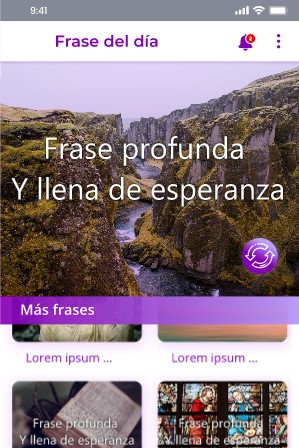 9:41
Frase del día
2
Frase profunda
Y llena de esperanza
Más frases
Lorem ipsum ...
Lorem ipsum ...
Frase profunda
Y llena de esperanza
Frase profunda
Y llena de esperanza